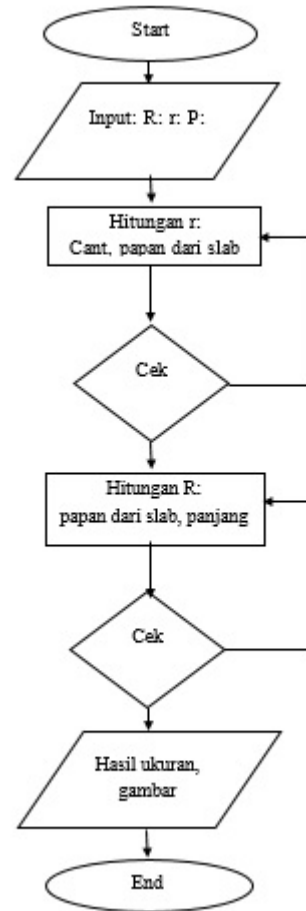 Start
Input: R: r: P:
Hitungan r:
Cant, papan dari slab
Cek
Hitungan R:
papan dari slab, panjang
Cek
Hasil ukuran,
gambar
End